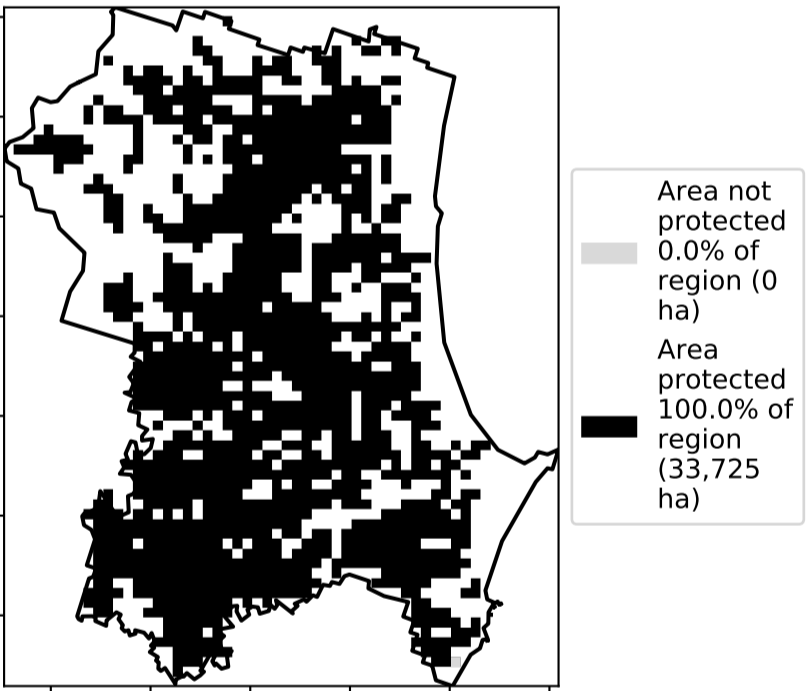 Area not
protected
0.0% of
region (0
ha)
Area
protected
100.0% of
region
(33,725
ha)